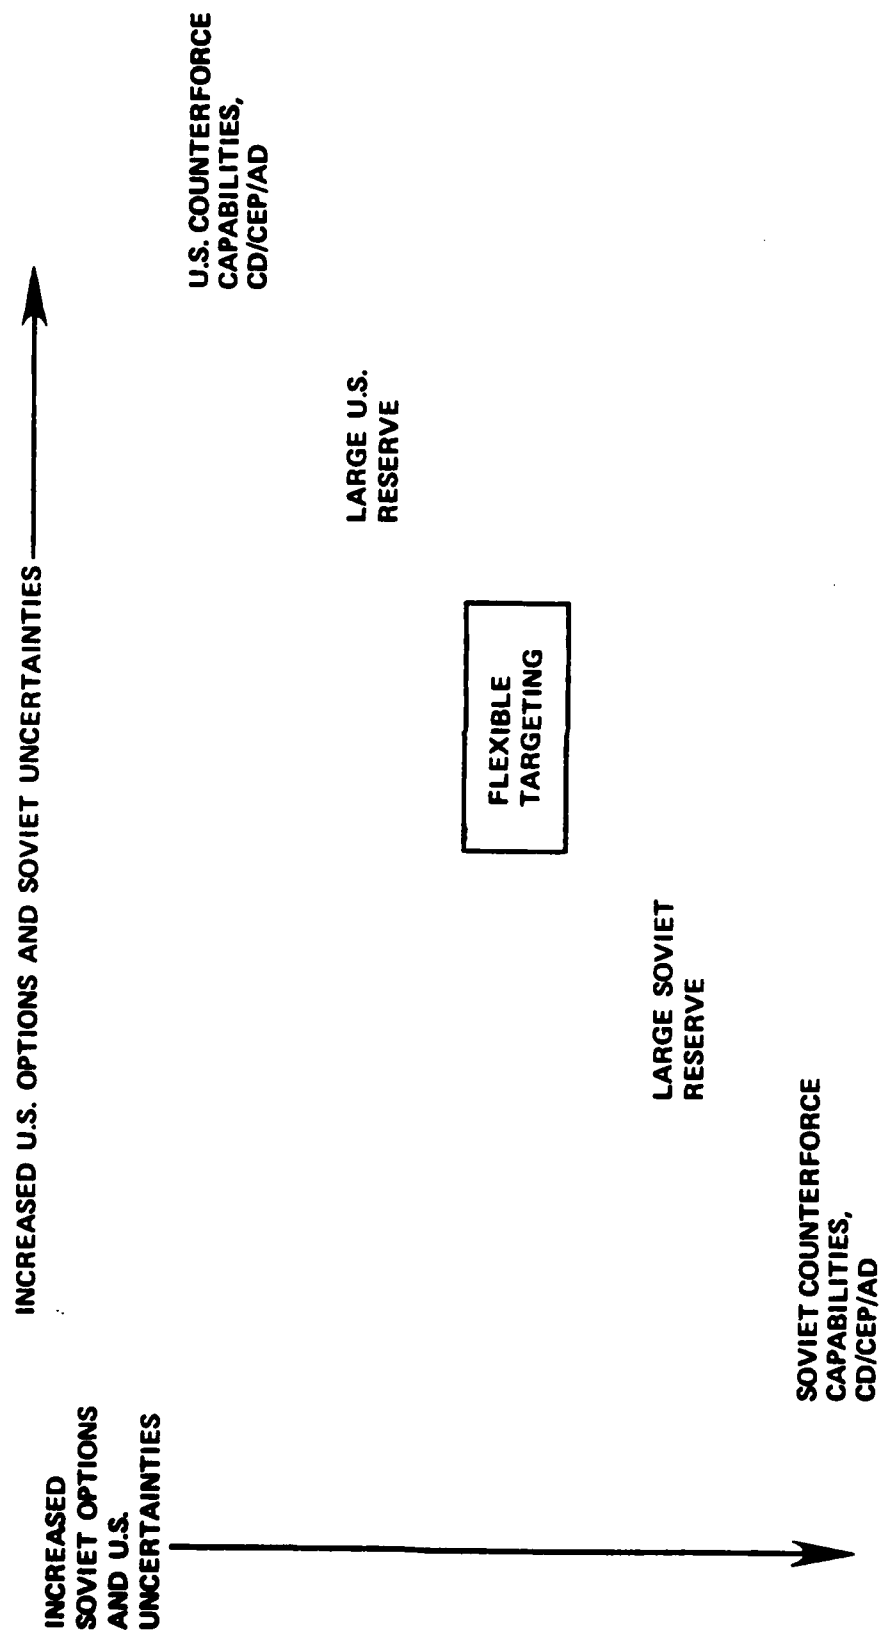 INCREASED U.S. OPTIONS AND SOVIET UNCERTAINTIES
INCREASED
SOVIET OPTIONS
AND U.S.
UNCERTAINTIES
U.S. COUNTERFORCE
CAPABILITIES,
CD/CEP/AD
LARGE U.S.
RESERVE
FLEXIBLE
TARGETING
LARGE SOVIET
RESERVE
SOVIET COUNTERFORCE
CAPABILITIES,
CD/CEP/AD